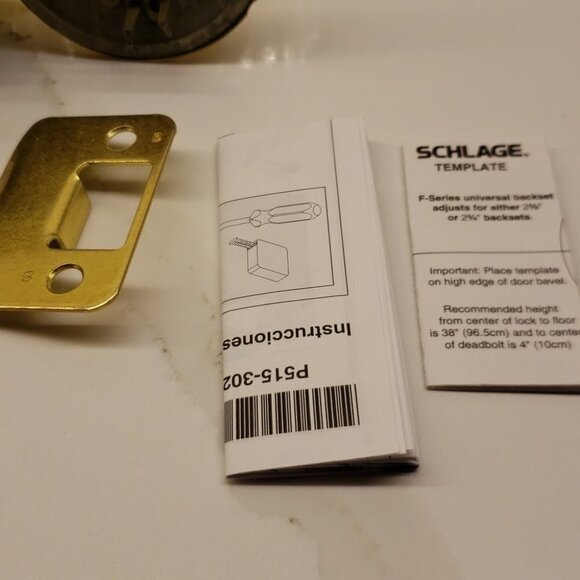 S
5
Instrucciones
P515-302
SCHLAGE.
TEMPLATE
F-Series universal backset
adjusts for either 2⅜"
or 2¾" backsets.
Important: Place template
on high edge of door bevel.
Recommended height
from center of lock to floor
is 38" (96.5cm) and to center
of deadbolt is 4" (10cm)